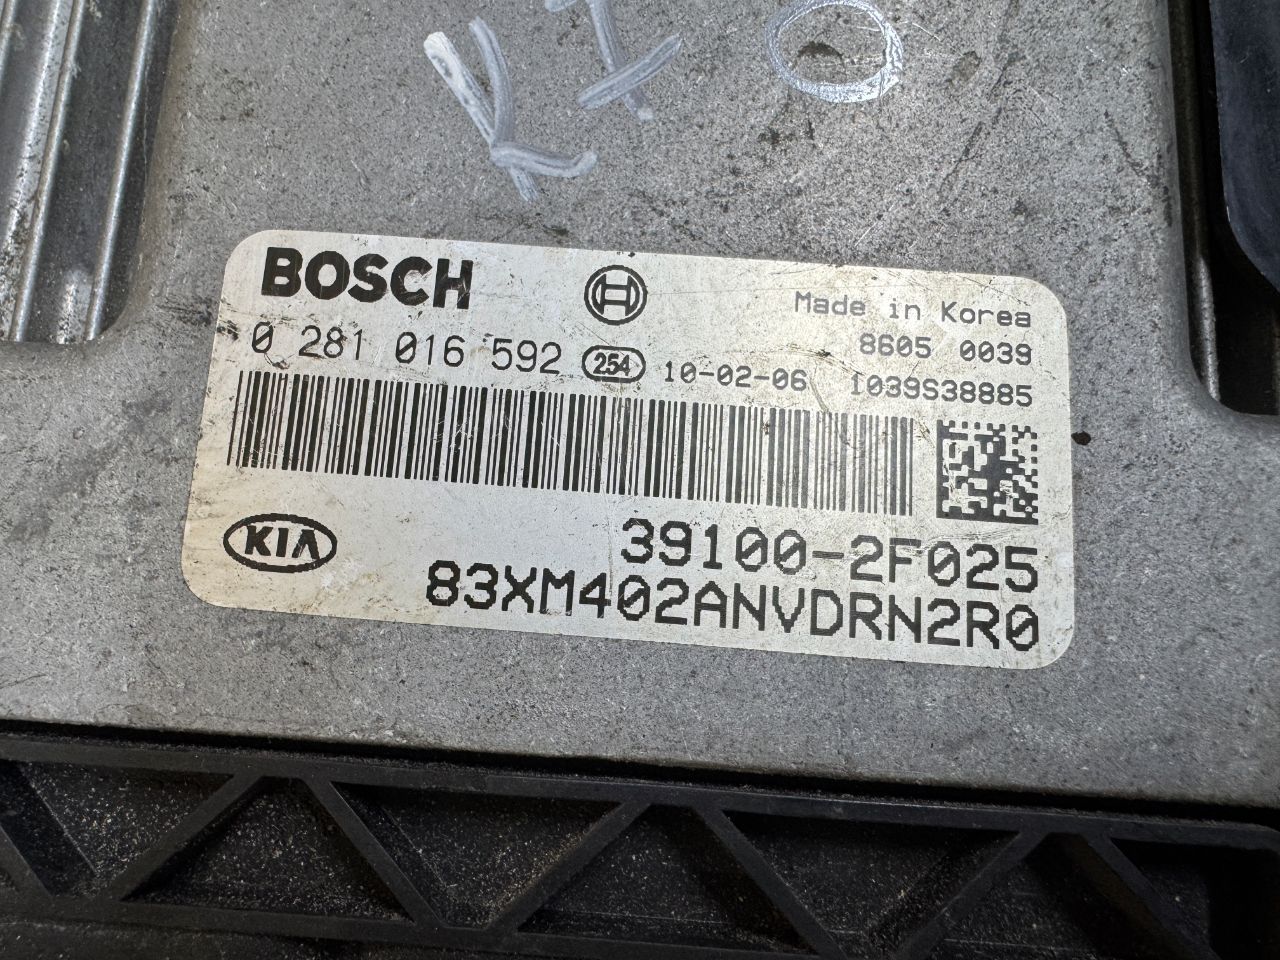 BOSCH
Made in Korea
8605 0039
0 281 016 592 254 10-02-06 1039S38885
KIA
39100-2F025
83XM402ANVDRN2R0